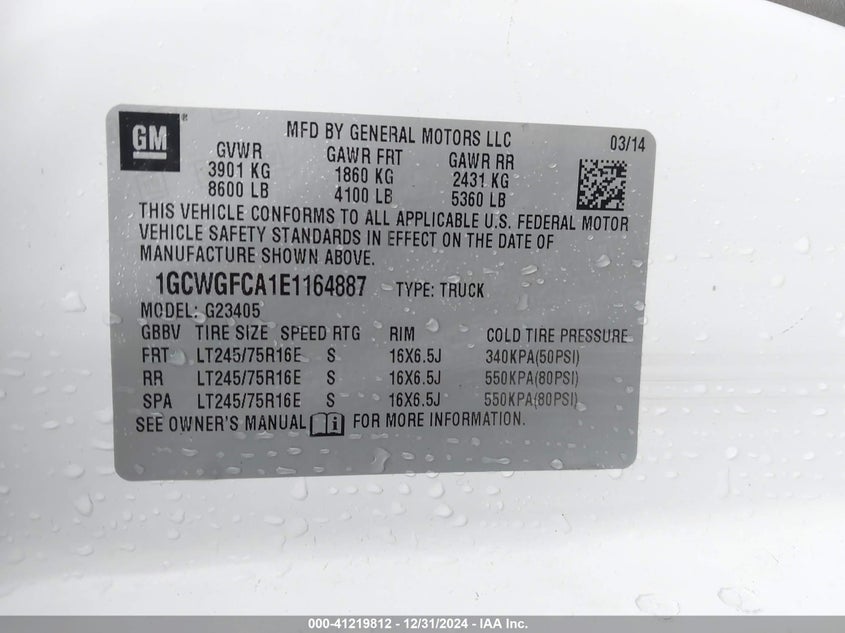 GM
MFD BY GENERAL MOTORS LLC 03/14
GVWR GAWR FRT GAWR RR
3901 KG 1860 KG 2431 KG
8600 LB 4100 LB 5360 LB
THIS VEHICLE CONFORMS TO ALL APPLICABLE U.S. FEDERAL MOTOR
VEHICLE SAFETY STANDARDS IN EFFECT ON THE DATE OF
MANUFACTURE SHOWN ABOVE.
1GCWGFCA1E1164887 TYPE: TRUCK
MODEL: G23405
GBBV TIRE SIZE SPEED RTG RIM COLD TIRE PRESSURE
FRT LT245/75R16E S 16X6.5J 340KPA(50PSI)
RR LT245/75R16E S 16X6.5J 550KPA(80PSI)
SPA LT245/75R16E S 16X6.5J 550KPA(80PSI)
SEE OWNER'S MANUAL i FOR MORE INFORMATION.
000-41219812 - 12/31/2024 - IAA Inc.